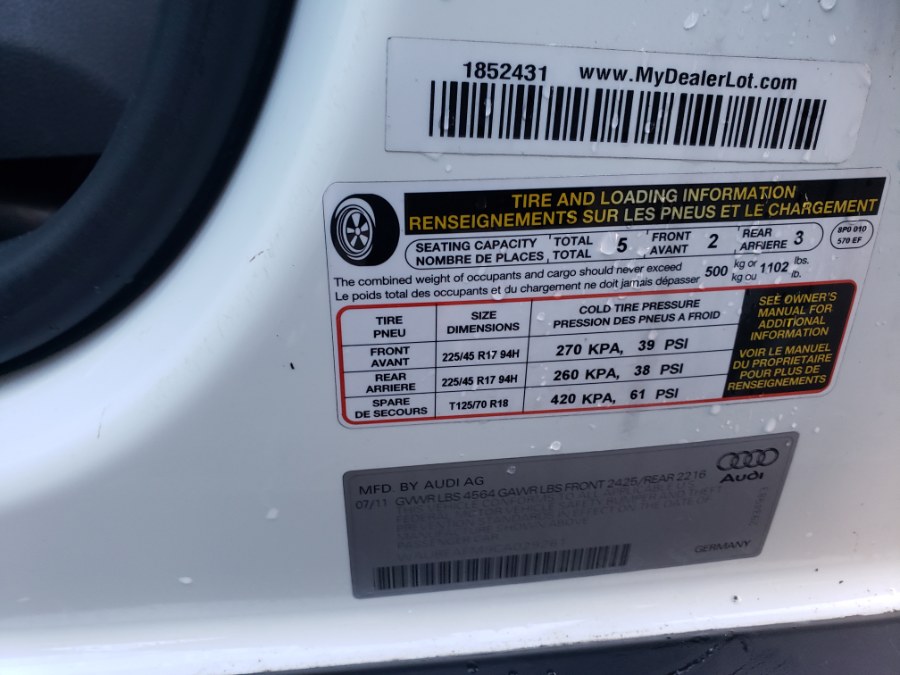 1852431 www.MyDealerLot.com
TIRE AND LOADING INFORMATION
RENSEIGNEMENTS SUR LES PNEUS ET LE CHARGEMENT
SEATING CAPACITY TOTAL 5 FRONT 2 REAR 3
NOMBRE DE PLACES TOTAL AVANT ARRIERE
8P0 010
570 EF
The combined weight of occupants and cargo should never exceed 500 kg or 1102 lbs.
Le poids total des occupants et du chargement ne doit jamais dépasser kg ou lb.
TIRE
PNEU
SIZE
DIMENSIONS
COLD TIRE PRESSURE
PRESSION DES PNEUS A FROID
FRONT
AVANT
225/45 R17 94H
270 KPA, 39 PSI
REAR
ARRIERE
225/45 R17 94H
260 KPA, 38 PSI
SPARE
DE SECOURS
T125/70 R18
420 KPA, 61 PSI
SEE OWNER'S
MANUAL FOR
ADDITIONAL
INFORMATION
VOIR LE MANUEL
DU PROPRIETAIRE
POUR PLUS DE
RENSEIGNEMENTS
MFD. BY AUDI AG
07/11 GVWR LBS 4564 GAWR LBS FRONT 2425/REAR 2216
Audi
PASSENGER CAR
GERMANY